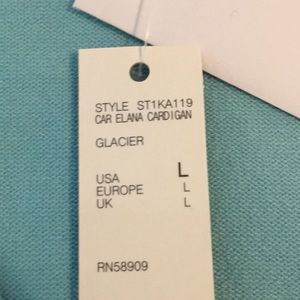 STYLE ST1KA119
CAR ELANA CARDIGAN
GLACIER
USA L
EUROPE L
UK L
RN58909